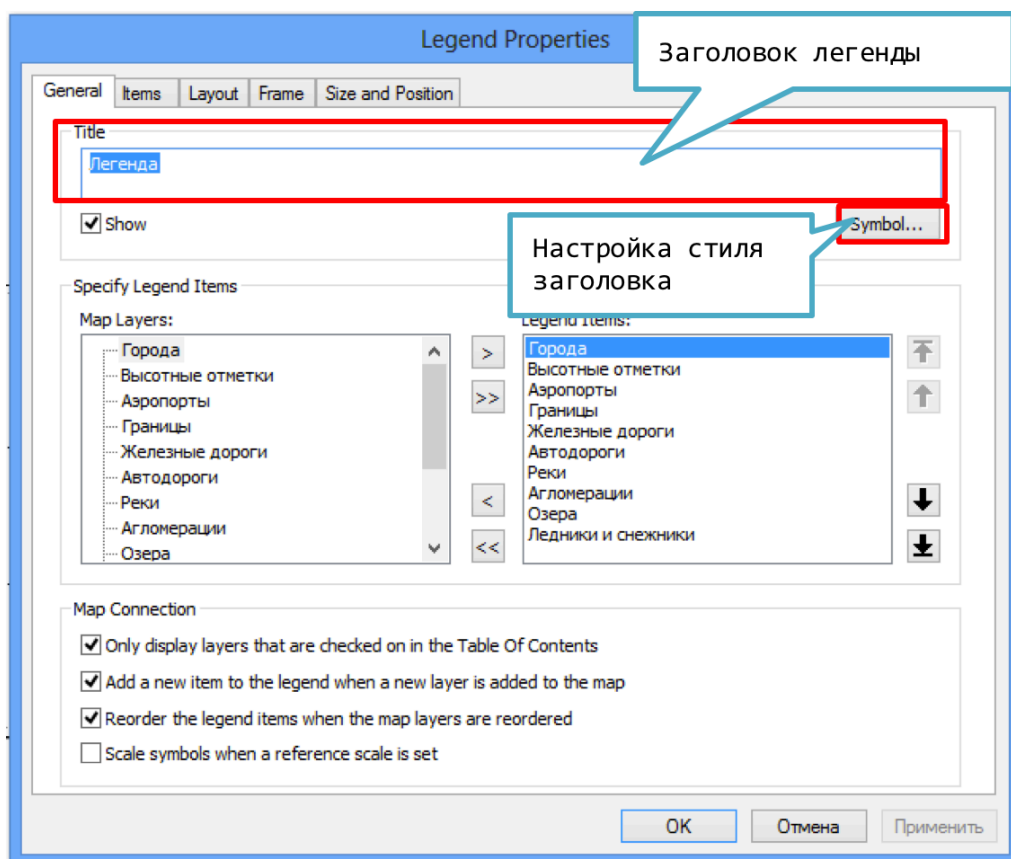 Legend Properties
Заголовок легенды
General Items Layout Frame Size and Position
Title
Легенда
Show
Symbol...
Настройка стиля
заголовка
Specify Legend Items
Map Layers:
Города
Высотные отметки
Аэропорты
Границы
Железные дороги
Автодороги
Реки
Агломерации
Озера
>
>>
<
<<
Legend Items:
Города
Высотные отметки
Аэропорты
Границы
Железные дороги
Автодороги
Реки
Агломерации
Озера
Ледники и снежники
Map Connection
Only display layers that are checked on in the Table Of Contents
Add a new item to the legend when a new layer is added to the map
Reorder the legend items when the map layers are reordered
Scale symbols when a reference scale is set
OK Отмена Применить